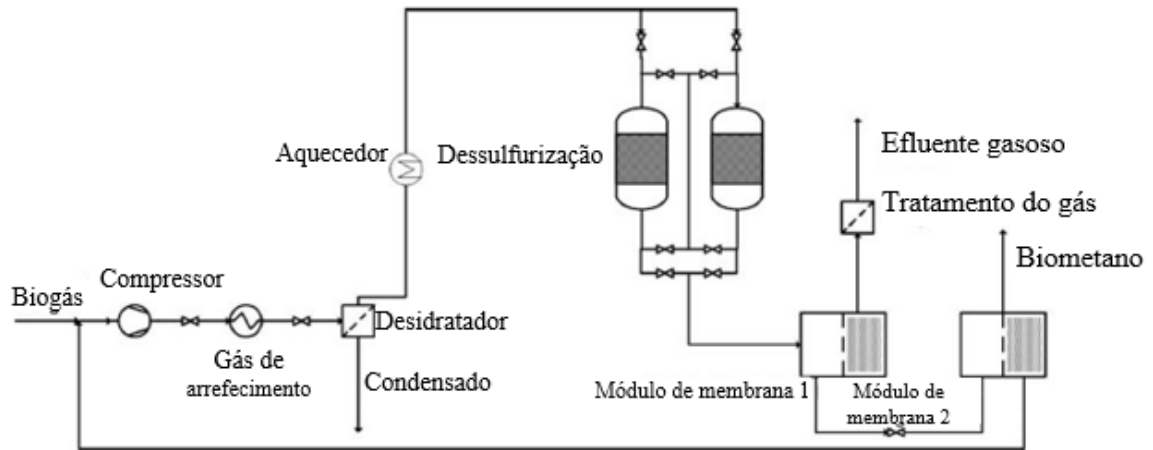 Efluente gasoso
Aquecedor
Dessulfurização
Tratamento do gás
Biometano
Compressor
Biogás
Desidratador
Gás de
arrefecimento
Condensado
Módulo de membrana 1
Módulo de
membrana 2